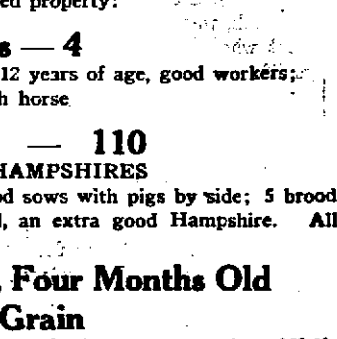 ed property:
s — 4
12 years of age, good workers;
h horse
— 110
HAMPSHIRES
od sows with pigs by side; 5 brood
, an extra good Hampshire. All
, Four Months Old
Grain